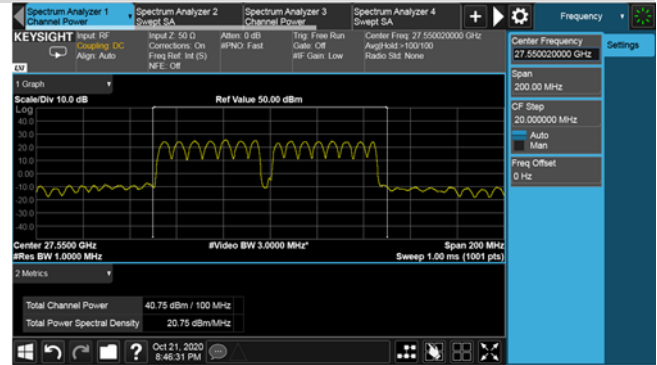 Spectrum Analyzer 1
Channel Power
Spectrum Analyzer 2
Swept SA
Spectrum Analyzer 3
Channel Power
Spectrum Analyzer 4
Swept SA
Frequency
KEYSIGHT
Input: RF
Coupling: DC
Align: Auto
Input Z: 50 Ω
Corrections: On
Freq Ref: Int (S)
NFE: Off
Atten: 0 dB
#PNO: Fast
Trig: Free Run
Gate: Off
#IF Gain: Low
Center Freq: 27.550020000 GHz
Avg|Hold:>100/100
Radio Std: None
Center Frequency
27.550020000 GHz
Settings
Span
200.00 MHz
CF Step
20.000000 MHz
Auto
Man
Freq Offset
0 Hz
1 Graph
Scale/Div 10.0 dB
Ref Value 50.00 dBm
Log
40.0
30.0
20.0
10.0
0.00
-10.0
-20.0
-30.0
-40.0
Center 27.5500 GHz
#Video BW 3.0000 MHz*
Span 200 MHz
#Res BW 1.0000 MHz
Sweep 1.00 ms (1001 pts)
2 Metrics
Total Channel Power 40.75 dBm / 100 MHz
Total Power Spectral Density 20.75 dBm/MHz
?
Oct 21, 2020
8:46:31 PM